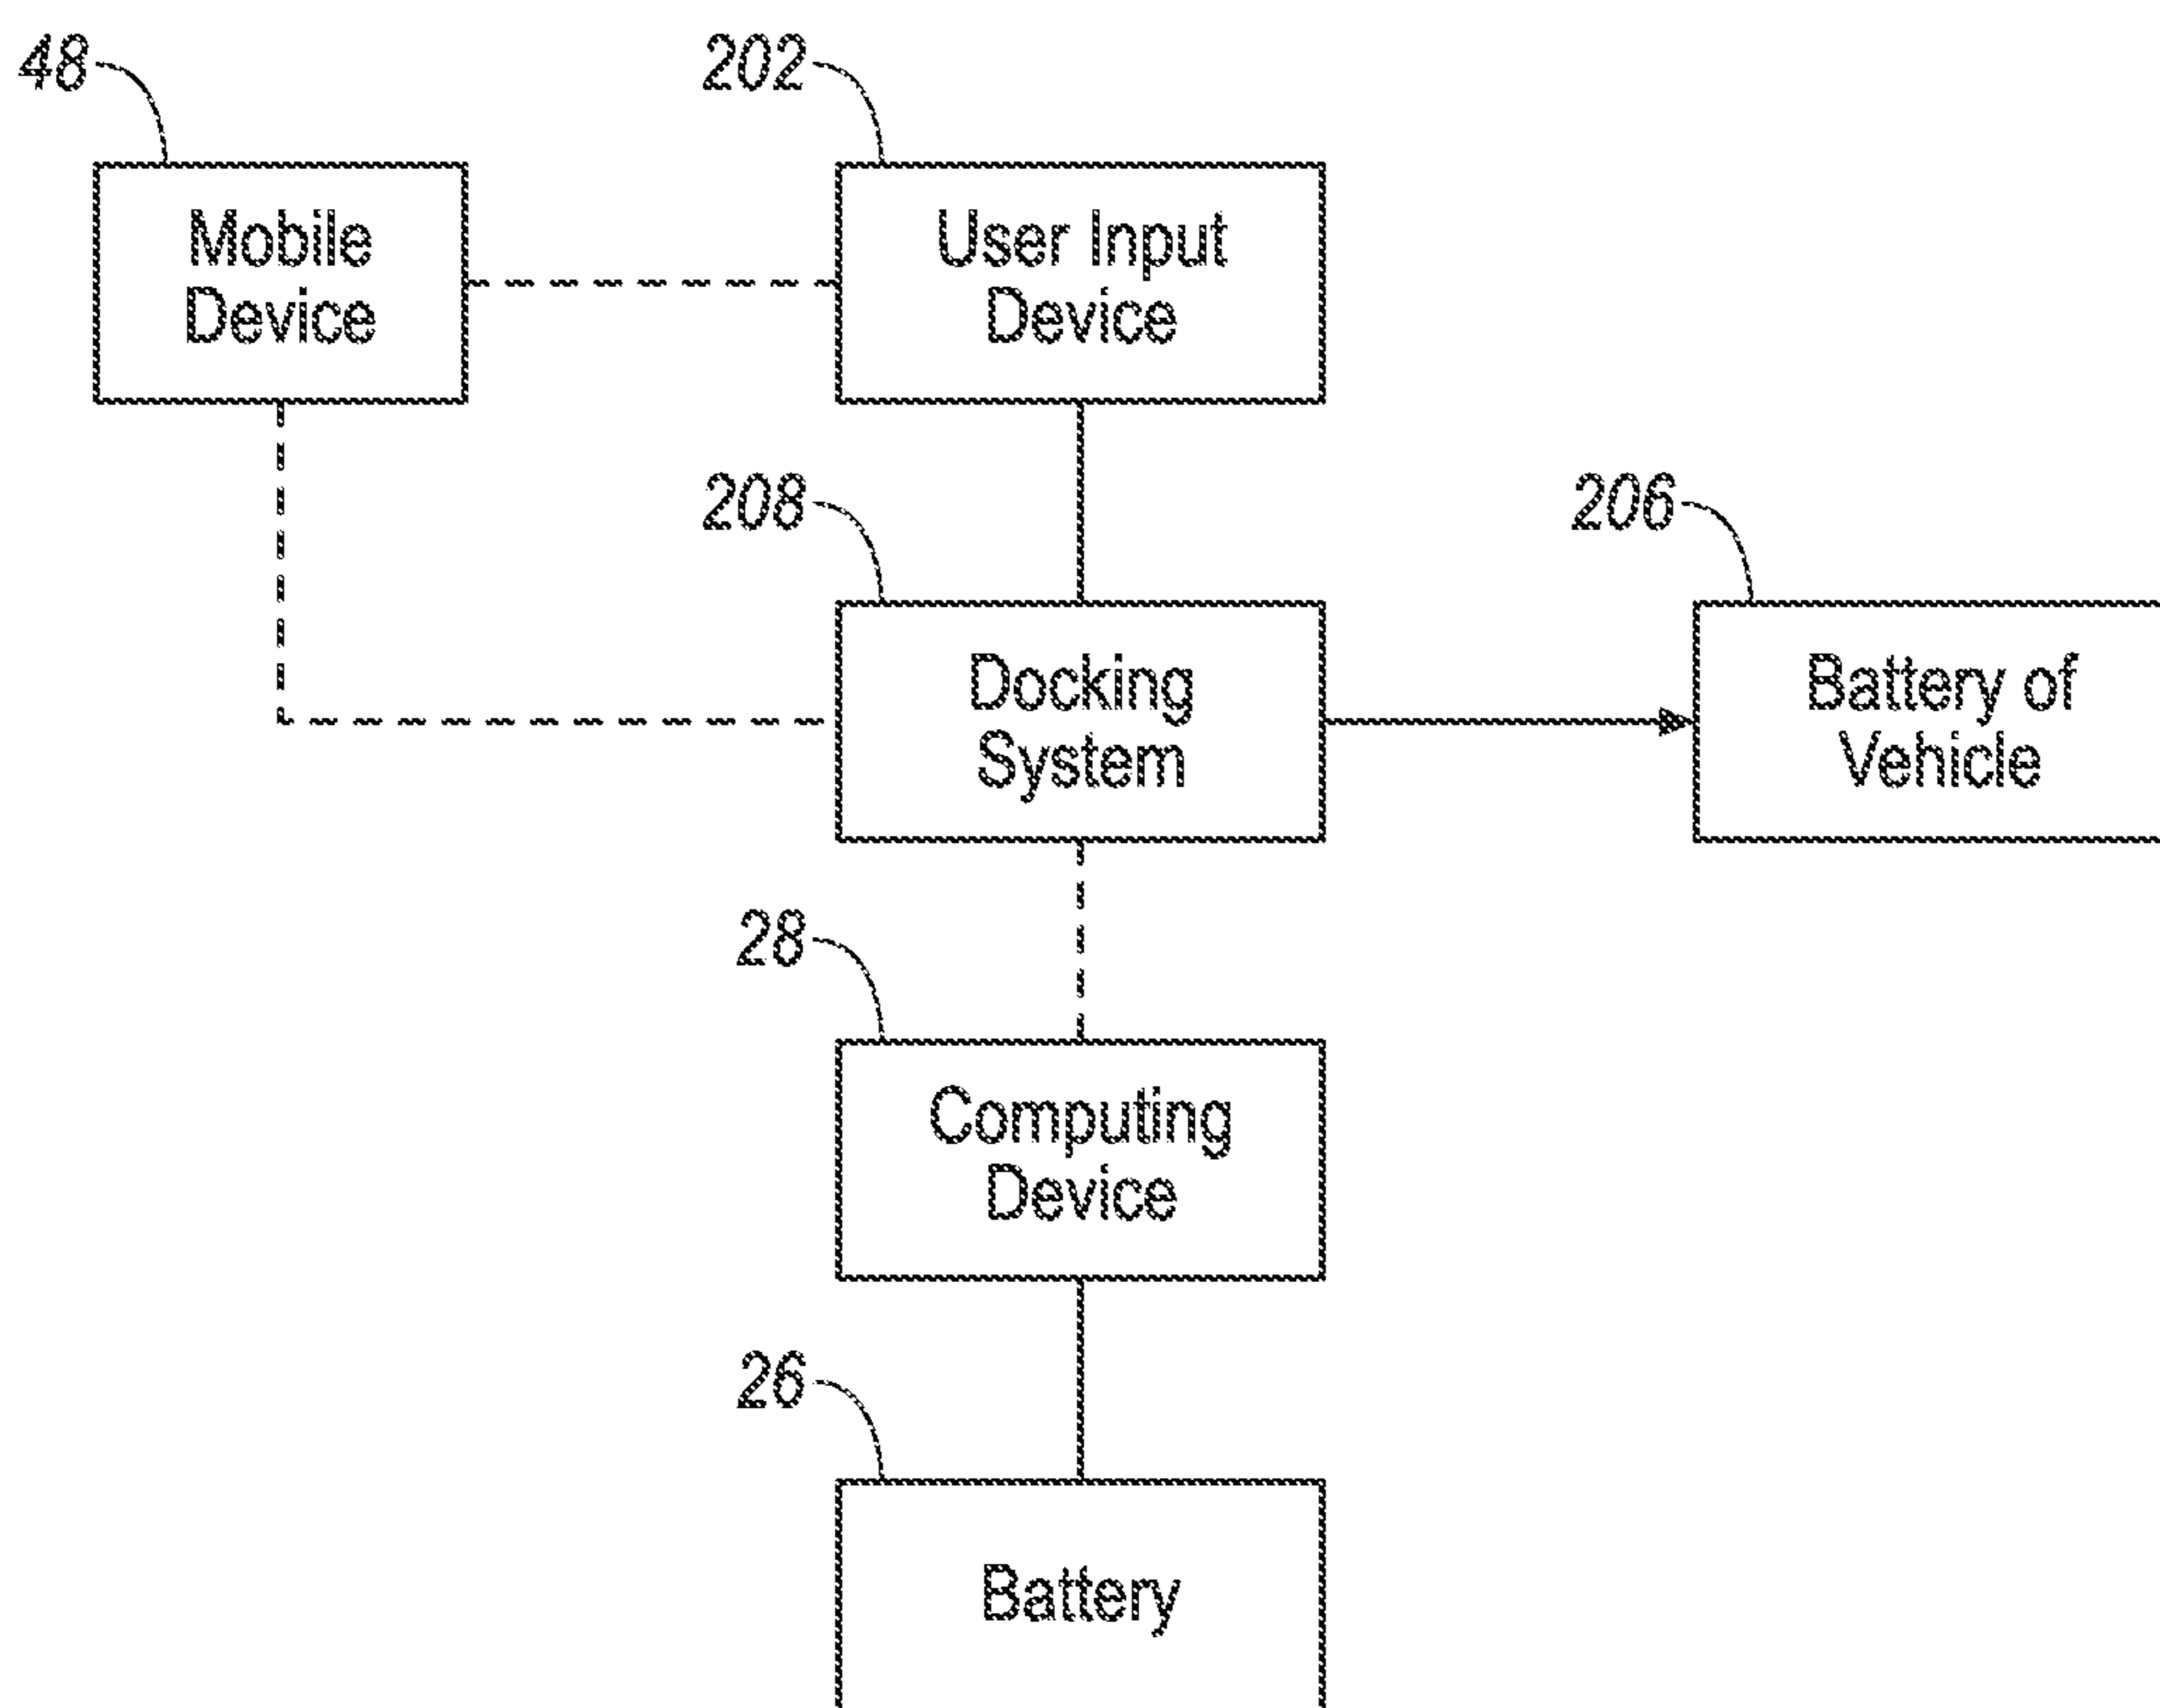 48
202
Mobile
Device
User Input
Device
208
206
Docking
System
Battery of
Vehicle
28
Computing
Device
26
Battery